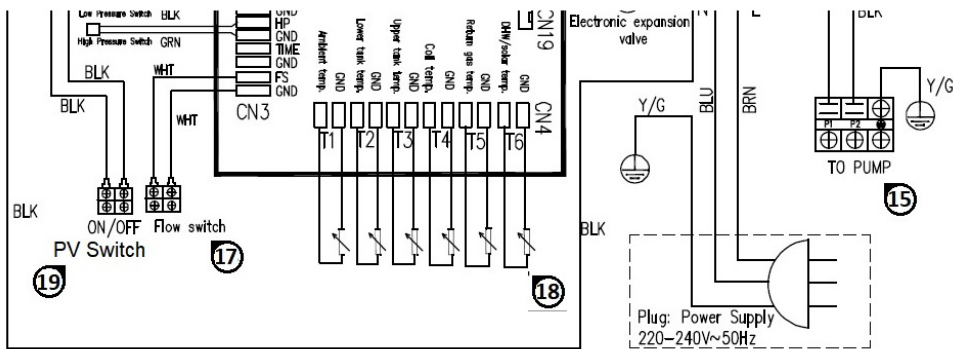 GND
Low Pressure Switch BLK
HP
GND
High Pressure Switch GRN
TIME
GND
FS
GND
CN3
BLK
BLK
WHT
WHT
Ambient temp.
GND
Lower tank temp.
GND
Upper tank temp.
GND
Coil temp.
GND
Return gas temp.
GND
DHW/solar temp.
GND
CN19
CN4
T1
T2
T3
T4
T5
T6
Electronic expansion
valve
N
L
BLK
Y/G
BLU
BRN
Y/G
P1
P2
TO PUMP
15
BLK
ON/OFF
PV Switch
Flow switch
17
19
18
BLK
Plug: Power Supply
220-240V~50Hz